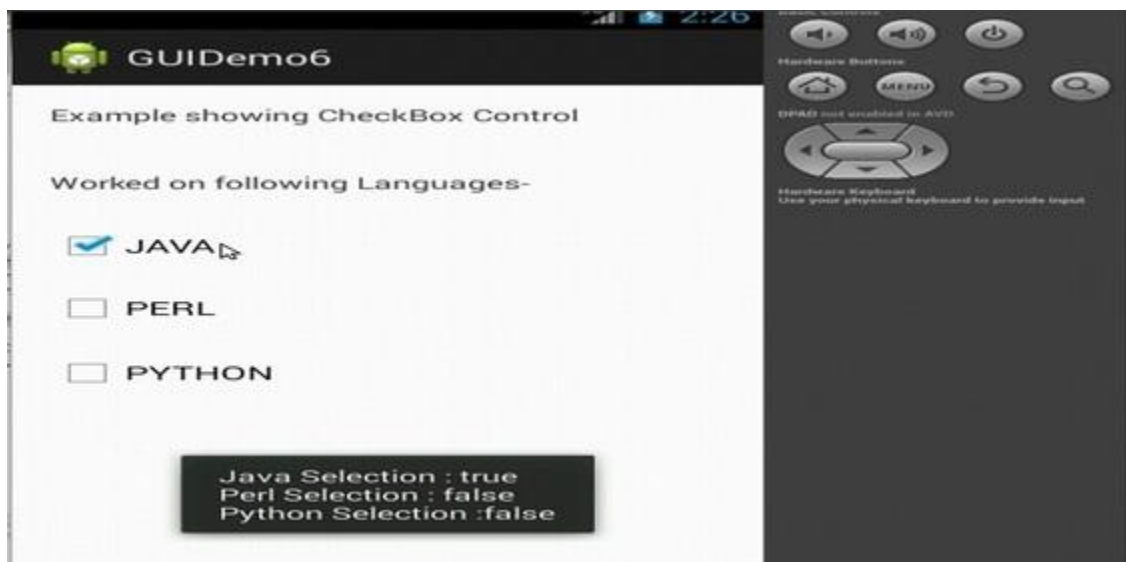 2:26
GUIDemo6
Example showing CheckBox Control
Worked on following Languages-
JAVA
PERL
PYTHON
Java Selection : true
Perl Selection : false
Python Selection :false
Basic Controls
Hardware Buttons
MENU
DPAD not enabled in AVD
Hardware Keyboard
Use your physical keyboard to provide input